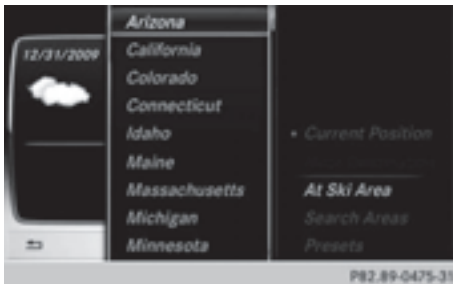 12/31/2009
Arizona
California
Colorado
Connecticut
Idaho
Maine
Massachusetts
Michigan
Minnesota
• Current Position
At Ski Area
Search Areas
Presets
P82.89-0475-31